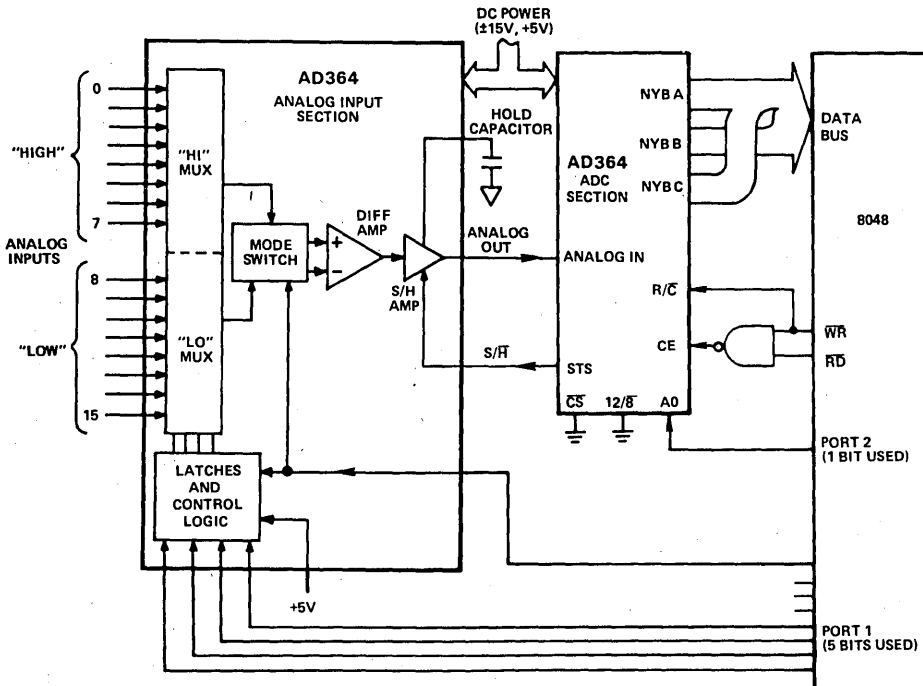 DC POWER
(±15V, +5V)
AD364
ANALOG INPUT
SECTION
0
"HIGH"
7
ANALOG
INPUTS
8
"LOW"
15
"HI"
MUX
"LO"
MUX
MODE
SWITCH
DIFF
AMP
+
−
S/H
AMP
HOLD
CAPACITOR
ANALOG
OUT
S/H̅
LATCHES
AND
CONTROL
LOGIC
+5V
AD364
ADC
SECTION
NYB A
NYB B
NYB C
ANALOG IN
R/C̅
CE
STS
C̅S̅
12/8̅
A0
DATA
BUS
8048
W̅R̅
R̅D̅
PORT 2
(1 BIT USED)
PORT 1
(5 BITS USED)